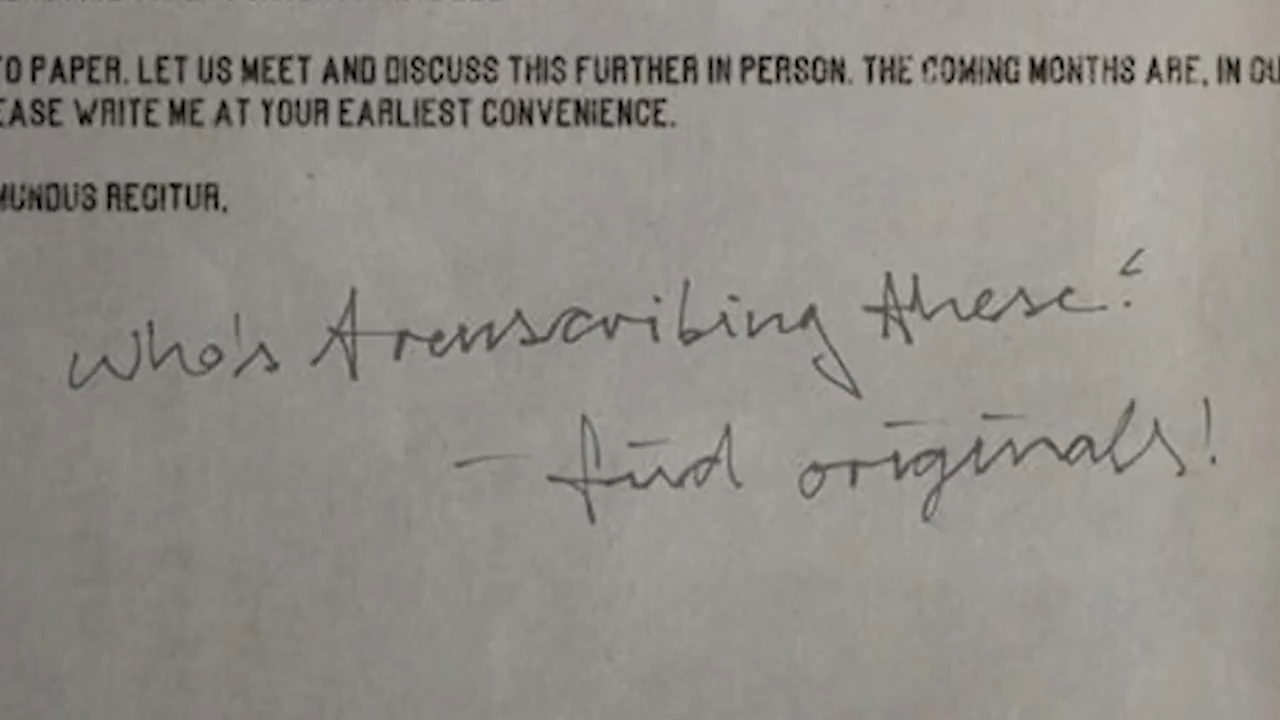 TO PAPER. LET US MEET AND DISCUSS THIS FURTHER IN PERSON. THE COMING MONTHS ARE, IN OU
EASE WRITE ME AT YOUR EARLIEST CONVENIENCE.
MUNDUS REGITUR,
Who's transcribing these?
- find originals!